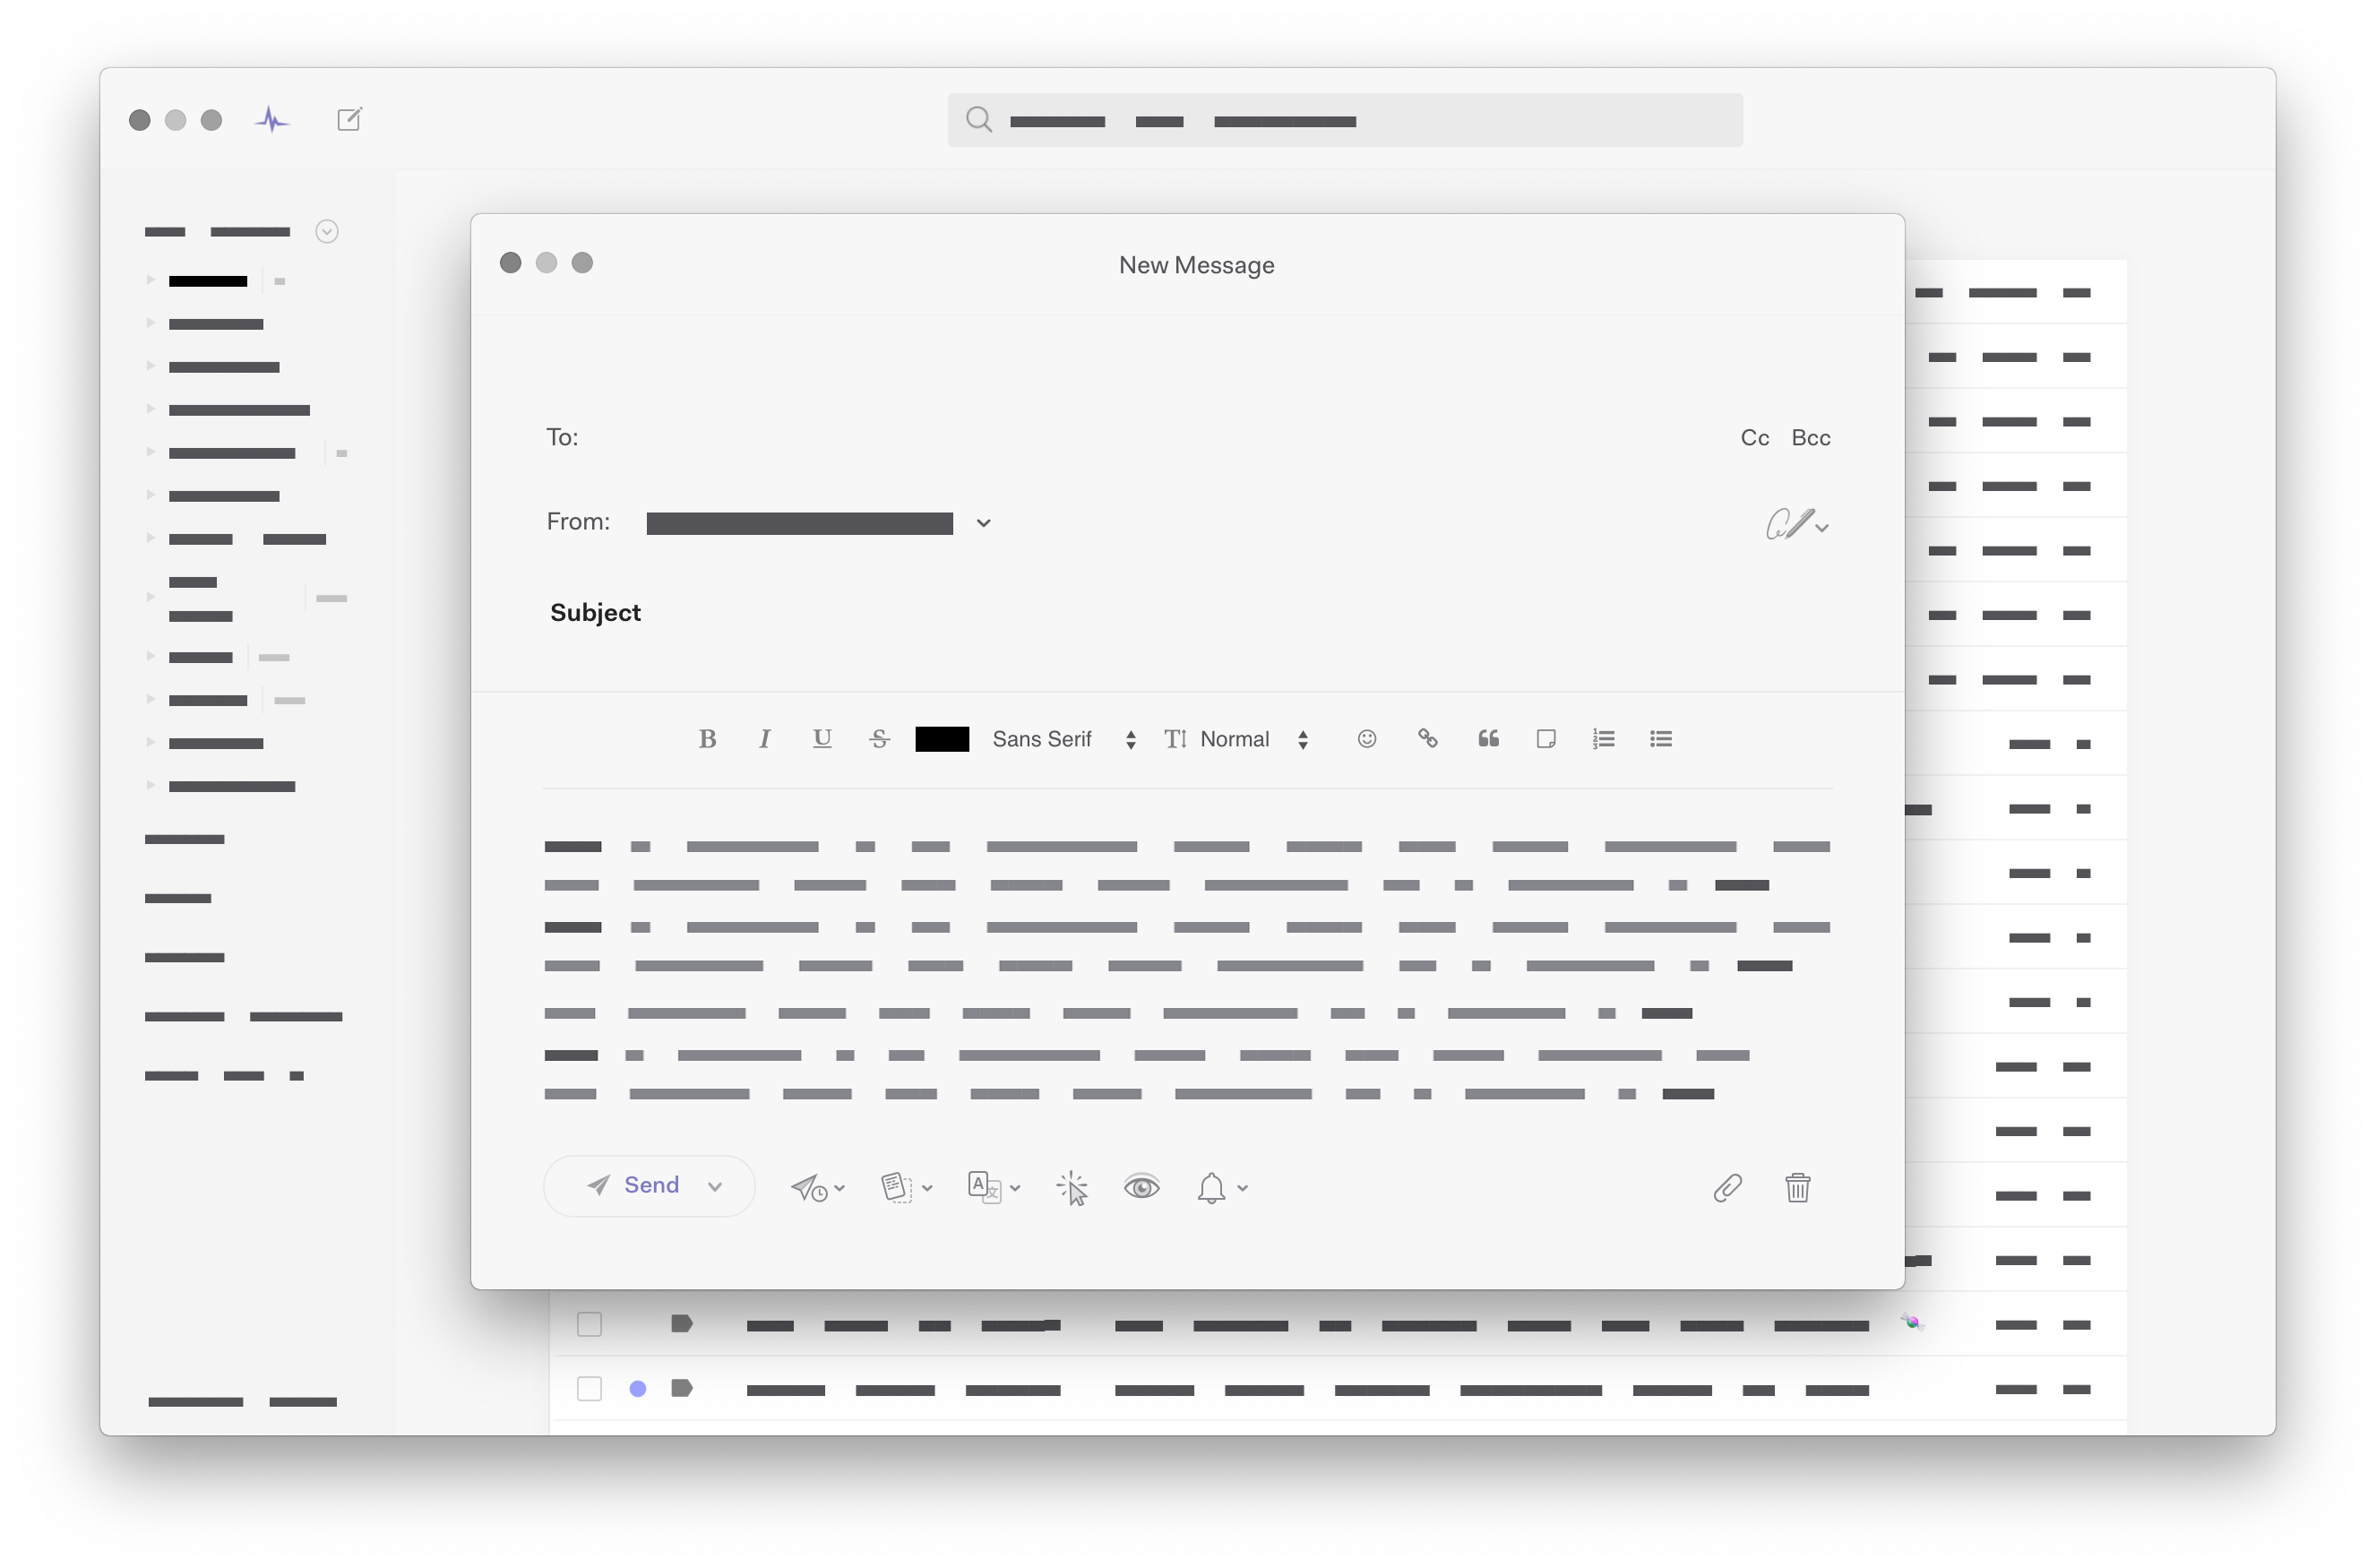 New Message
To: Cc Bcc
From:
Subject
B I U S Sans Serif T Normal
Send